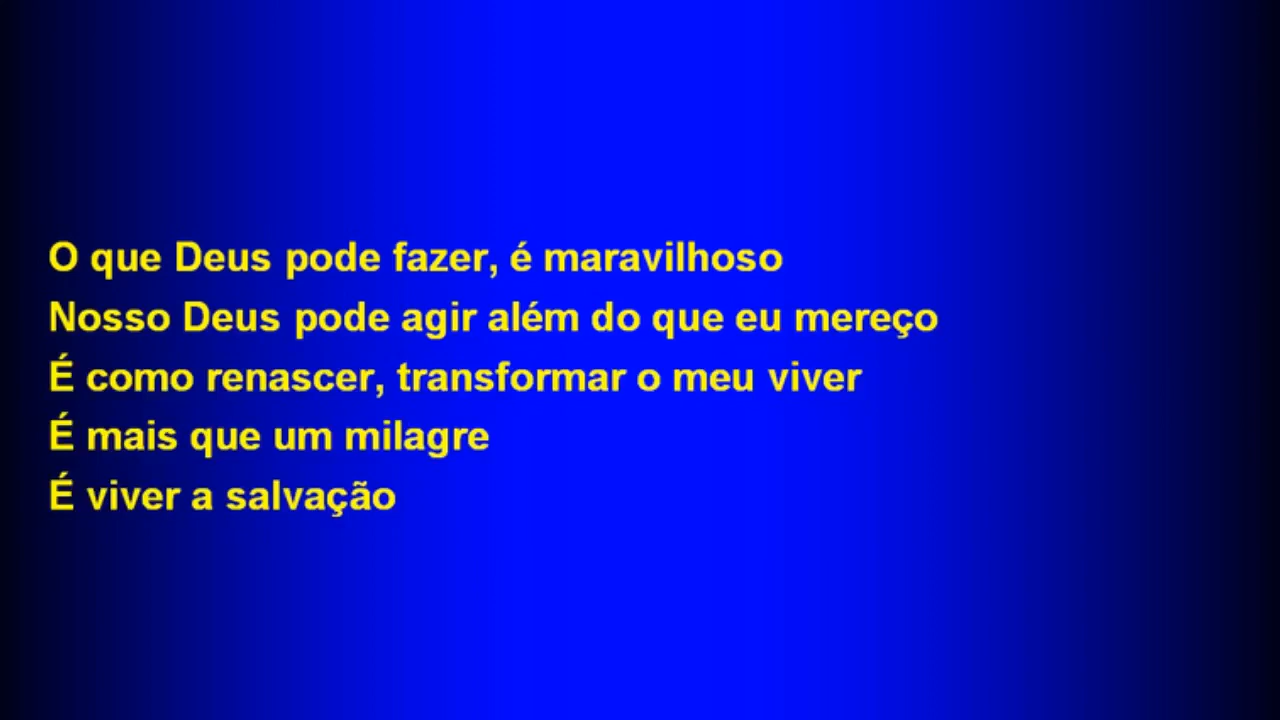 O que Deus pode fazer, é maravilhoso
Nosso Deus pode agir além do que eu mereço
É como renascer, transformar o meu viver
É mais que um milagre
É viver a salvação